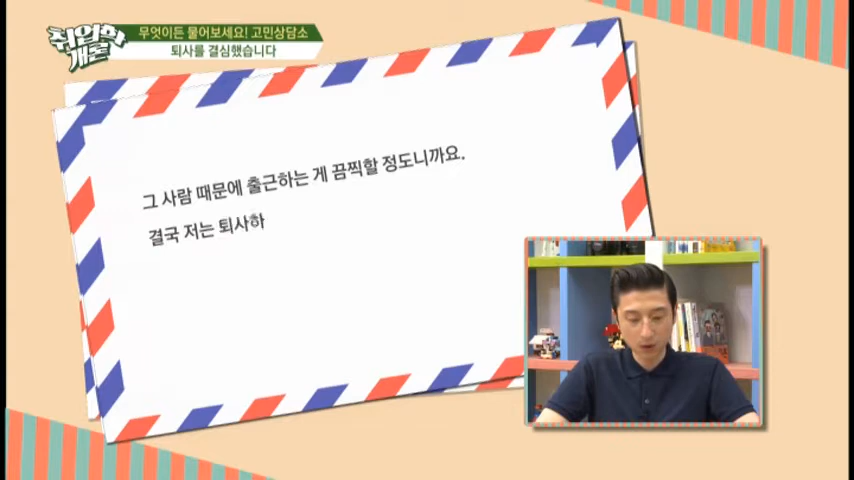 취업학
개론
무엇이든 물어보세요! 고민상담소
퇴사를 결심했습니다
그 사람 때문에 출근하는 게 끔찍할 정도니까요.
결국 저는 퇴사하